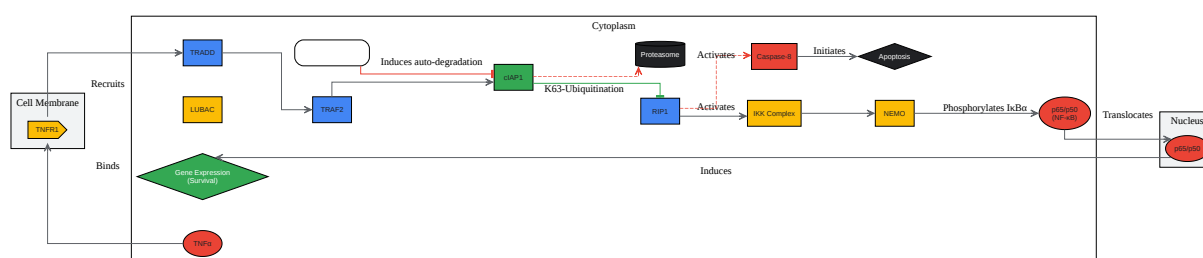 Cytoplasm
TRADD
Proteasome
Activates
Caspase-8
Initiates
Apoptosis
Induces auto-degradation
Recruits
cIAP1
K63-Ubiquitination
Cell Membrane
TNFR1
LUBAC
TRAF2
RIP1
Activates
IKK Complex
NEMO
Phosphorylates IκBα
p65/p50
(NF-κB)
Translocates
Nucleus
p65/p50
Binds
Gene Expression
(Survival)
Induces
TNFα